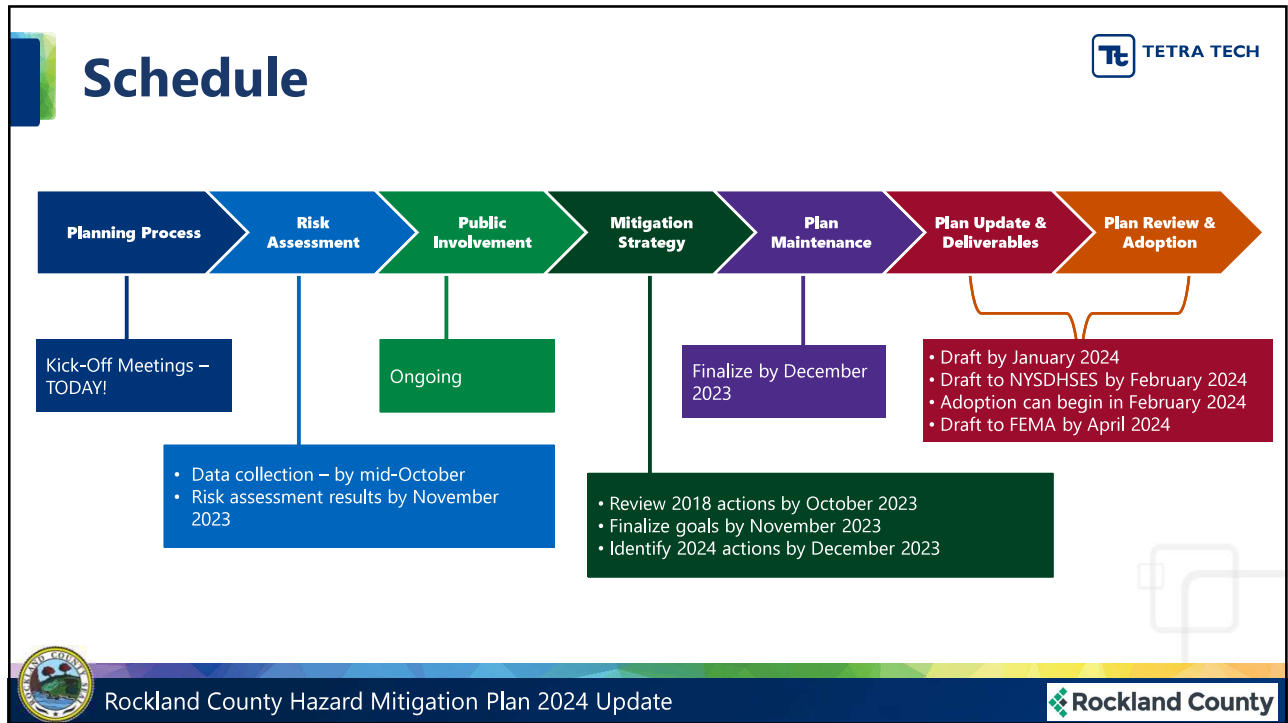 Schedule
Tt TETRA TECH
Planning Process
Risk
Assessment
Public
Involvement
Mitigation
Strategy
Plan
Maintenance
Plan Update &
Deliverables
Plan Review &
Adoption
Kick-Off Meetings –
TODAY!
Ongoing
Finalize by December
2023
• Draft by January 2024
• Draft to NYSDHSES by February 2024
• Adoption can begin in February 2024
• Draft to FEMA by April 2024
• Data collection – by mid-October
• Risk assessment results by November
2023
• Review 2018 actions by October 2023
• Finalize goals by November 2023
• Identify 2024 actions by December 2023
Rockland County Hazard Mitigation Plan 2024 Update
Rockland County